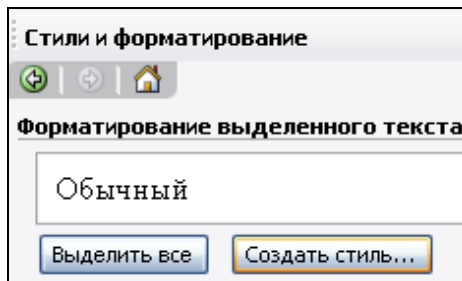 Стили и форматирование
Форматирование выделенного текста
Обычный
Выделить все Создать стиль...